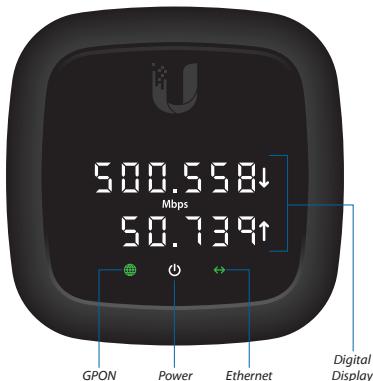 500.558↓
Mbps
50.739↑
GPON
Power
Ethernet
Digital
Display